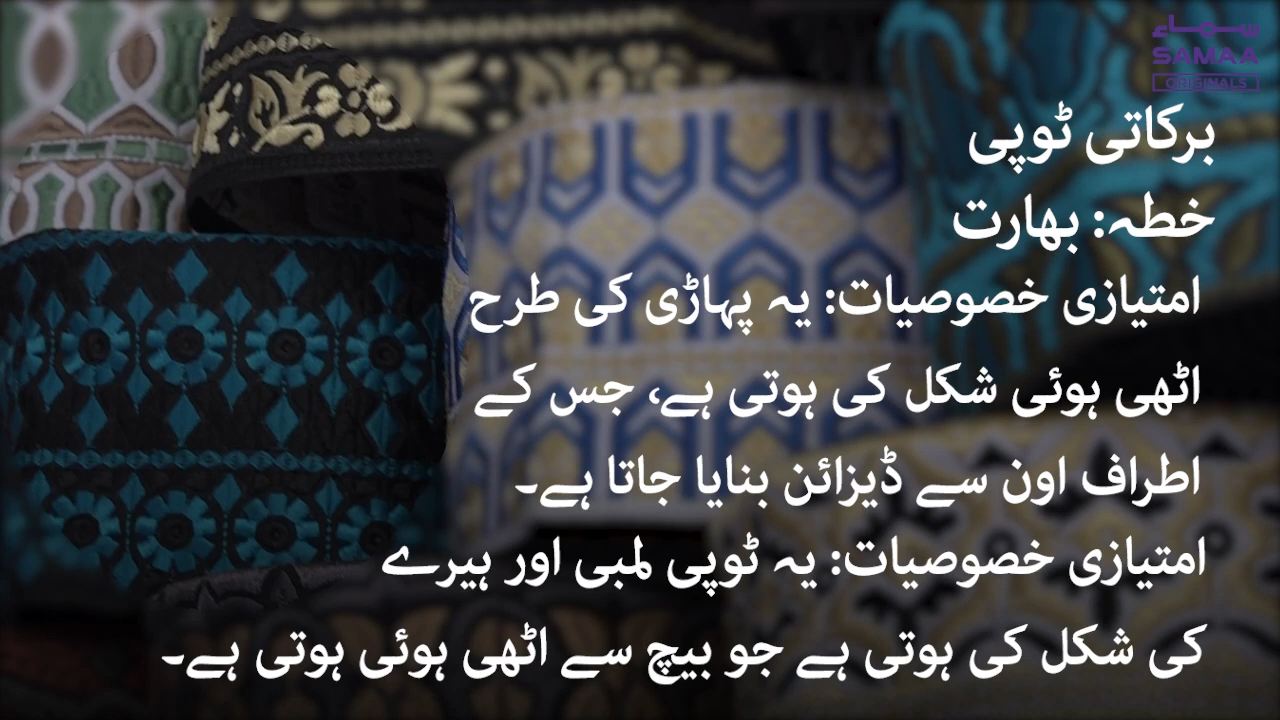 سماء
SAMAA
ORIGINALS
برکاتی ٹوپی
خطہ: بھارت
امتیازی خصوصیات: یہ پہاڑی کی طرح
اٹھی ہوئی شکل کی ہوتی ہے، جس کے
اطراف اون سے ڈیزائن بنایا جاتا ہے۔
امتیازی خصوصیات: یہ ٹوپی لمبی اور ہیرے
کی شکل کی ہوتی ہے جو بیچ سے اٹھی ہوئی ہوتی ہے۔